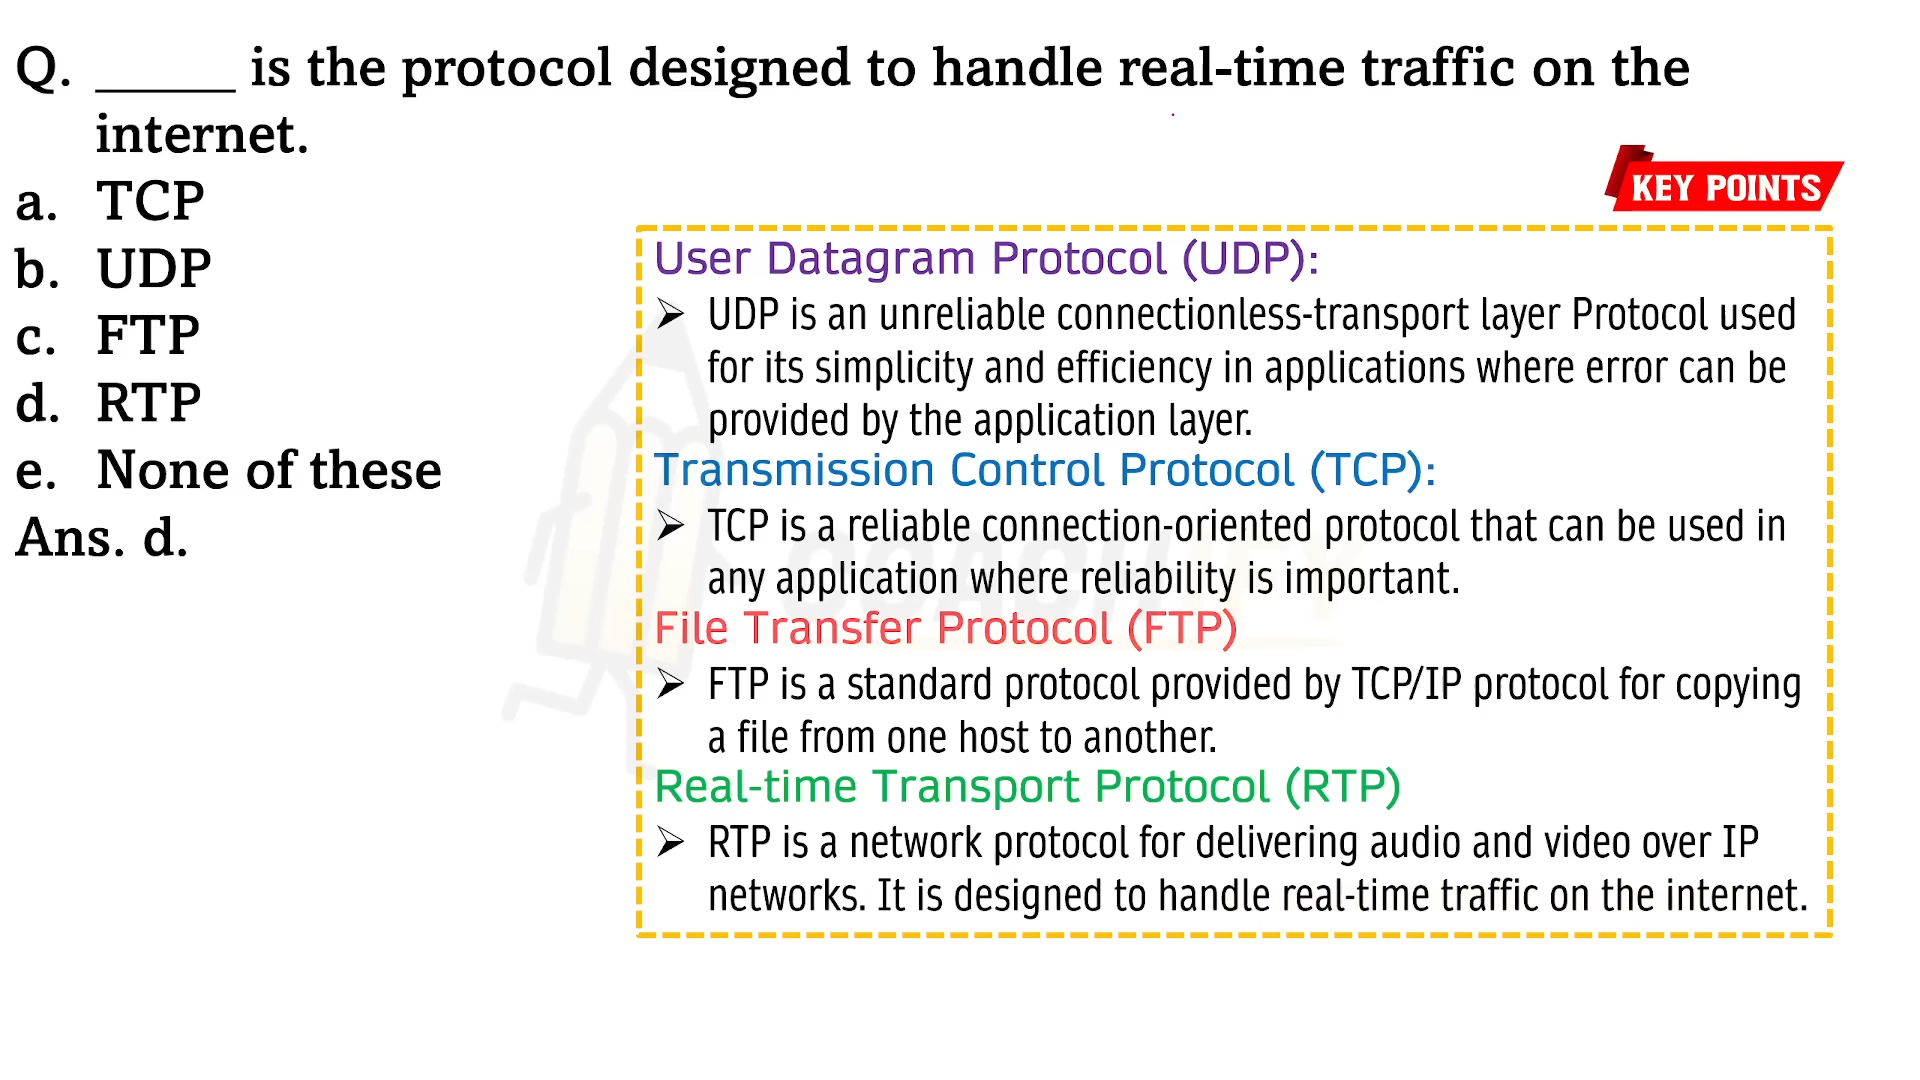 Q. _____ is the protocol designed to handle real-time traffic on the
internet.
a. TCP
b. UDP
c. FTP
d. RTP
e. None of these
Ans. d.
KEY POINTS
User Datagram Protocol (UDP):
➢ UDP is an unreliable connectionless-transport layer Protocol used
for its simplicity and efficiency in applications where error can be
provided by the application layer.
Transmission Control Protocol (TCP):
➢ TCP is a reliable connection-oriented protocol that can be used in
any application where reliability is important.
File Transfer Protocol (FTP)
➢ FTP is a standard protocol provided by TCP/IP protocol for copying
a file from one host to another.
Real-time Transport Protocol (RTP)
➢ RTP is a network protocol for delivering audio and video over IP
networks. It is designed to handle real-time traffic on the internet.